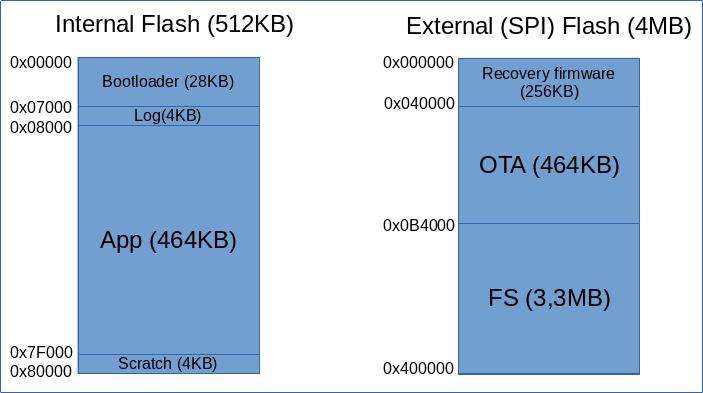 Internal Flash (512KB)
0x00000
Bootloader (28KB)
0x07000
Log(4KB)
0x08000
App (464KB)
0x7F000
Scratch (4KB)
0x80000
External (SPI) Flash (4MB)
0x000000
Recovery firmware
(256KB)
0x040000
OTA (464KB)
0x0B4000
FS (3,3MB)
0x400000